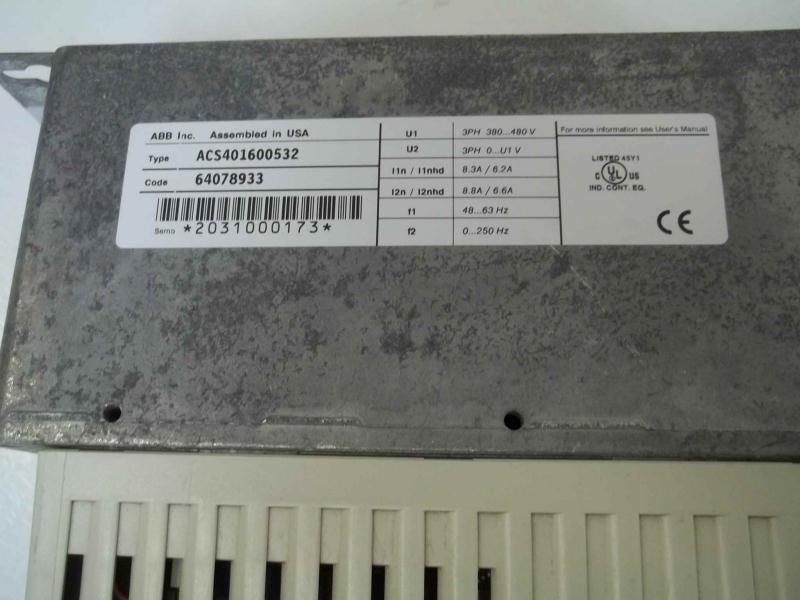 ABB Inc. Assembled in USA
Type ACS401600532
Code 64078933
Serno *2031000173*
U1 3PH 380...480 V
U2 3PH 0...U1 V
I1n / I1nhd 8.3A / 6.2A
I2n / I2nhd 8.8A / 6.6A
f1 48...63 Hz
f2 0...250 Hz
For more information see User's Manual
LISTED 45Y1
C UL US
IND. CONT. EQ.
CE